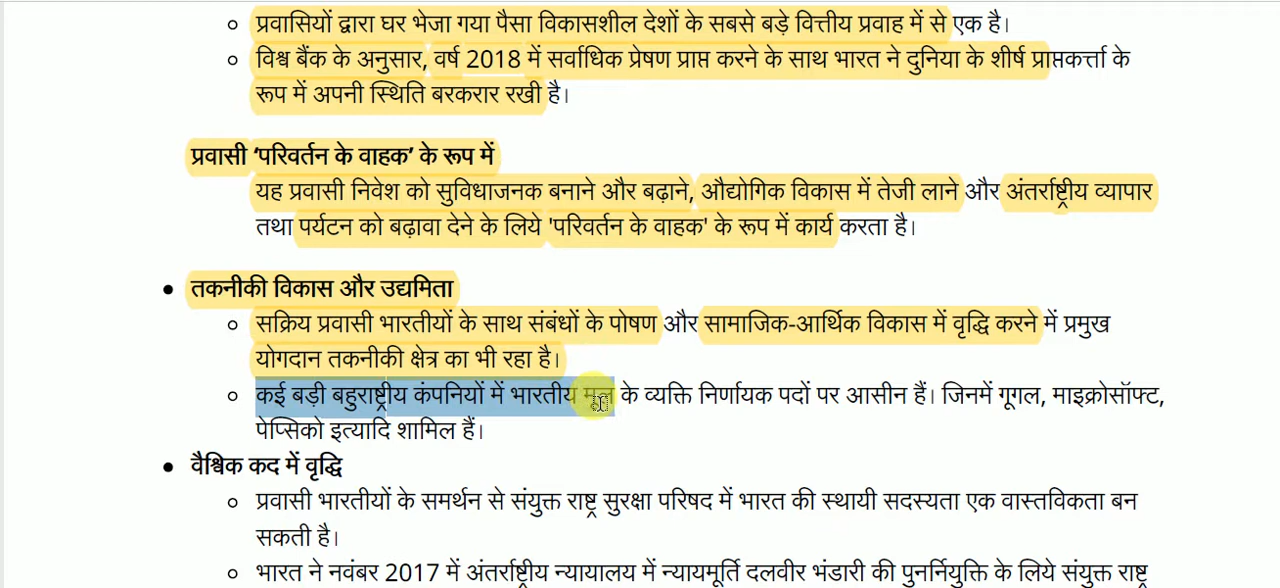 प्रवासियों द्वारा घर भेजा गया पैसा विकासशील देशों के सबसे बड़े वित्तीय प्रवाह में से एक है।
विश्व बैंक के अनुसार, वर्ष 2018 में सर्वाधिक प्रेषण प्राप्त करने के साथ भारत ने दुनिया के शीर्ष प्राप्तकर्त्ता के
रूप में अपनी स्थिति बरकरार रखी है।
प्रवासी ‘परिवर्तन के वाहक’ के रूप में
यह प्रवासी निवेश को सुविधाजनक बनाने और बढ़ाने, औद्योगिक विकास में तेजी लाने और अंतर्राष्ट्रीय व्यापार
तथा पर्यटन को बढ़ावा देने के लिये 'परिवर्तन के वाहक' के रूप में कार्य करता है।
तकनीकी विकास और उद्यमिता
सक्रिय प्रवासी भारतीयों के साथ संबंधों के पोषण और सामाजिक-आर्थिक विकास में वृद्धि करने में प्रमुख
योगदान तकनीकी क्षेत्र का भी रहा है।
कई बड़ी बहुराष्ट्रीय कंपनियों में भारतीय मूल के व्यक्ति निर्णायक पदों पर आसीन हैं। जिनमें गूगल, माइक्रोसॉफ्ट,
पेप्सिको इत्यादि शामिल हैं।
वैश्विक कद में वृद्धि
प्रवासी भारतीयों के समर्थन से संयुक्त राष्ट्र सुरक्षा परिषद में भारत की स्थायी सदस्यता एक वास्तविकता बन
सकती है।
भारत ने नवंबर 2017 में अंतर्राष्ट्रीय न्यायालय में न्यायमूर्ति दलवीर भंडारी की पुनर्नियुक्ति के लिये संयुक्त राष्ट्र